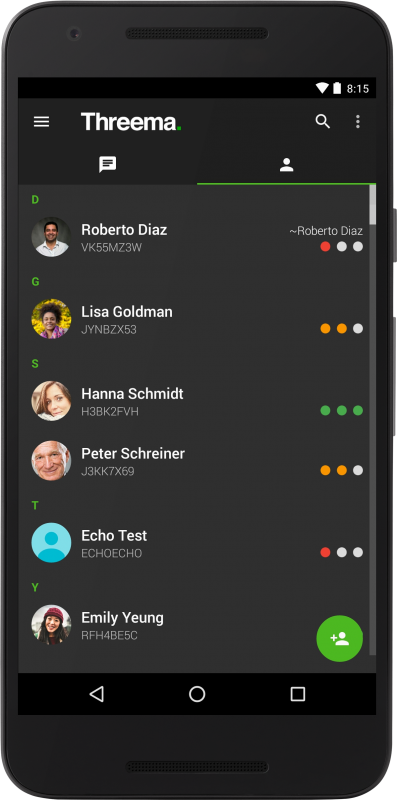 8:15
Threema.
D
Roberto Diaz
~Roberto Diaz
VK55MZ3W
G
Lisa Goldman
JYNBZX53
S
Hanna Schmidt
H3BK2FVH
Peter Schreiner
J3KK7X69
T
Echo Test
ECHOECHO
Y
Emily Yeung
RFH4BE5C